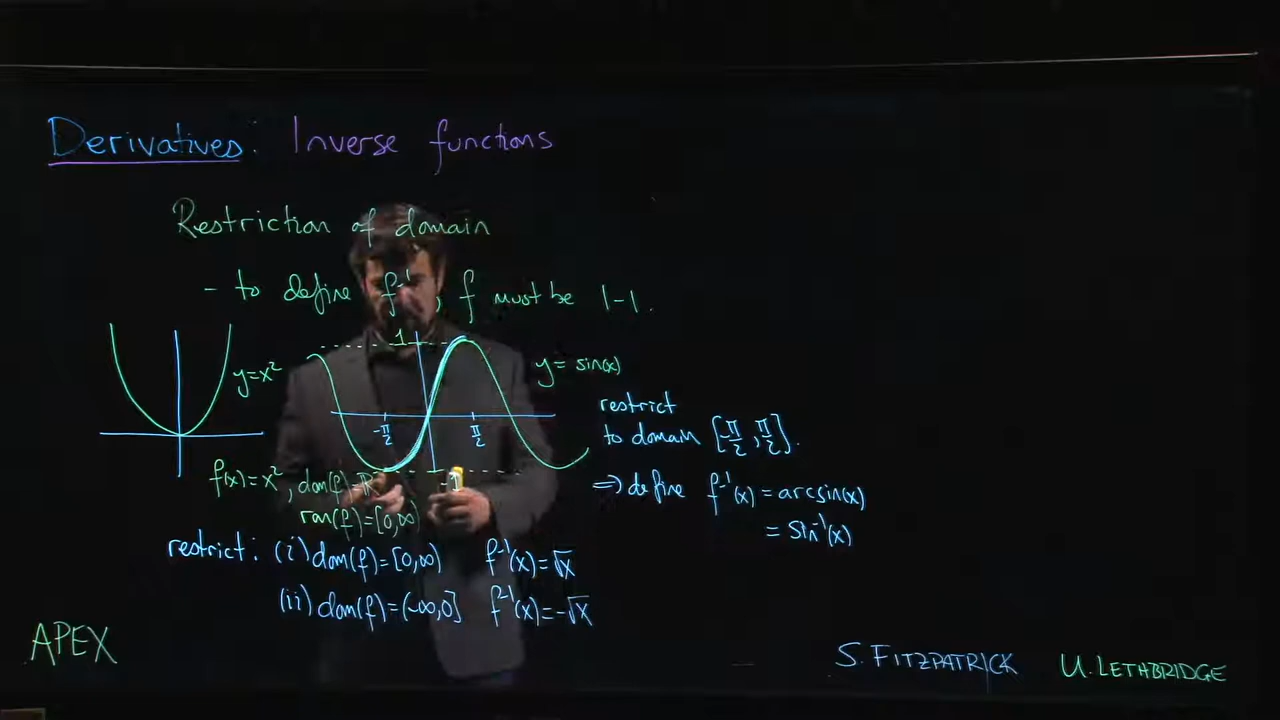 Derivatives: Inverse functions
Restriction of domain
- to define f⁻¹, f must be 1-1.
y=x²
1
-π/2
π/2
-1
y=sin(x)
f(x)=x², dom(f)=ℝ
ran(f)=[0,∞)
restrict: (i) dom(f)=[0,∞) f⁻¹(x)=√x
(ii) dom(f)=(-∞,0] f⁻¹(x)=-√x
restrict
to domain [-π/2, π/2].
⇒ define f⁻¹(x) = arcsin(x)
= sin⁻¹(x)
APEX
S. FITZPATRICK
U. LETHBRIDGE